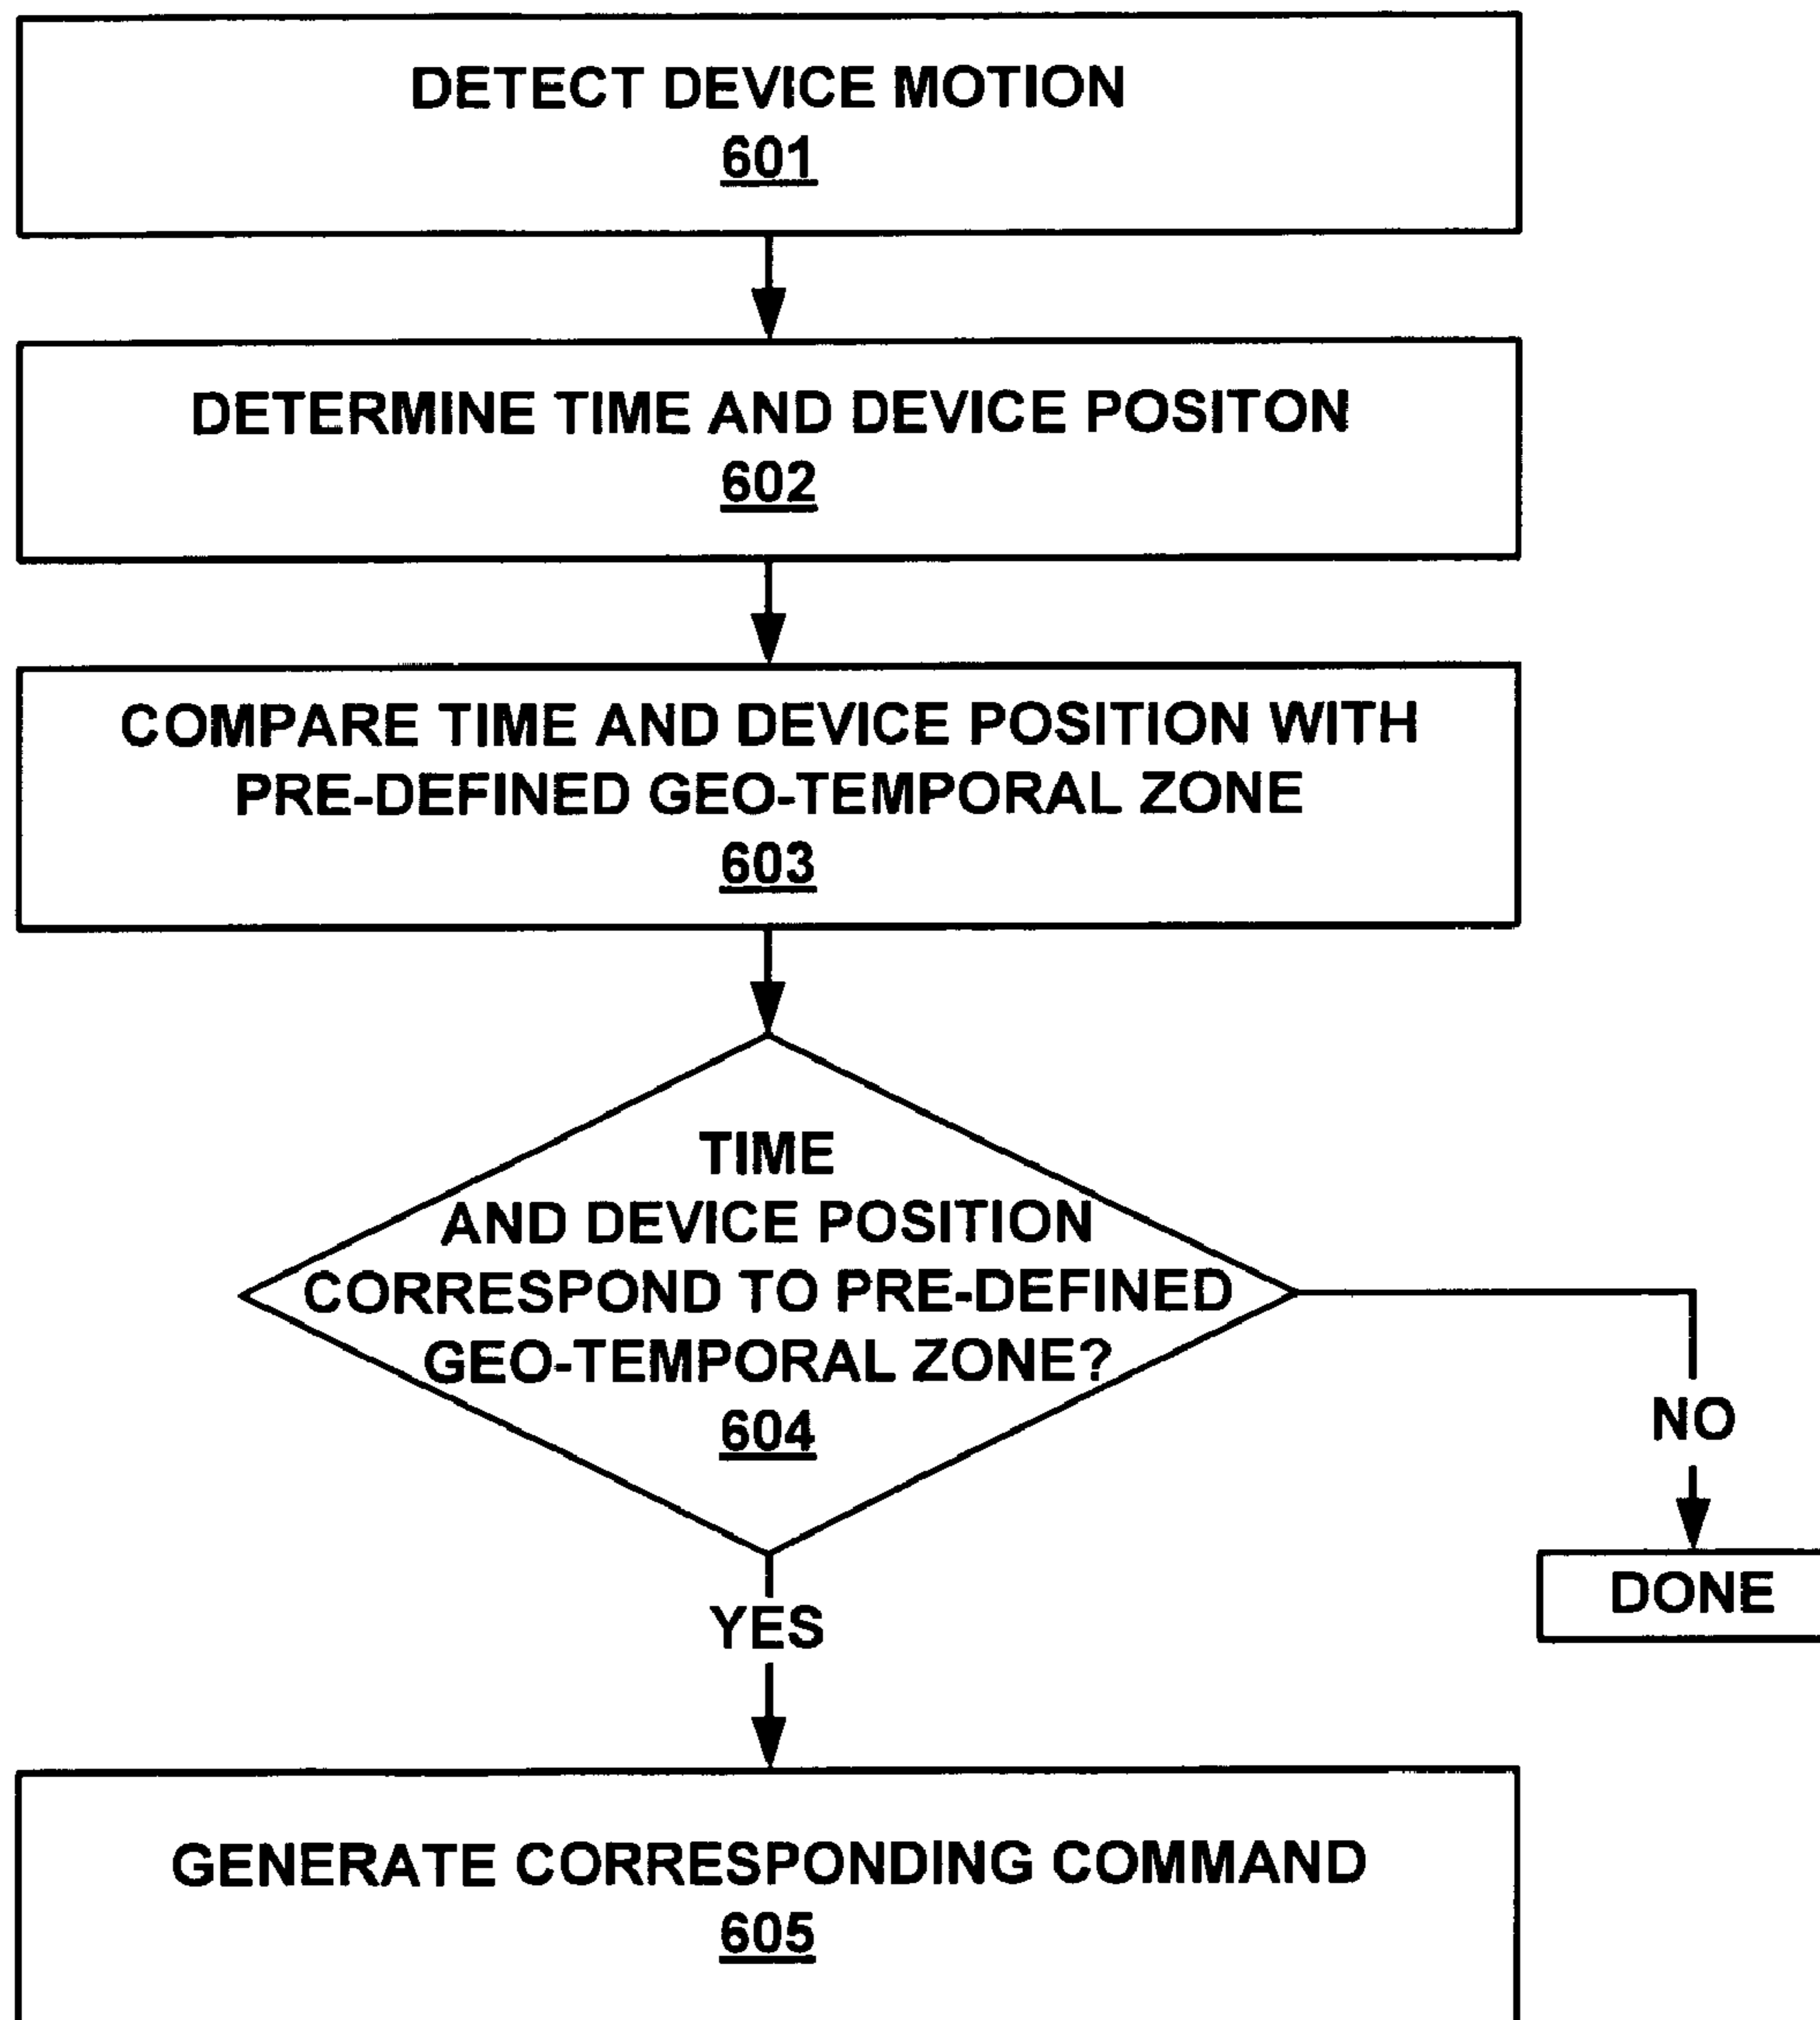 DETECT DEVICE MOTION
601
DETERMINE TIME AND DEVICE POSITON
602
COMPARE TIME AND DEVICE POSITION WITH
PRE-DEFINED GEO-TEMPORAL ZONE
603
TIME
AND DEVICE POSITION
CORRESPOND TO PRE-DEFINED
GEO-TEMPORAL ZONE?
604
NO
DONE
YES
GENERATE CORRESPONDING COMMAND
605